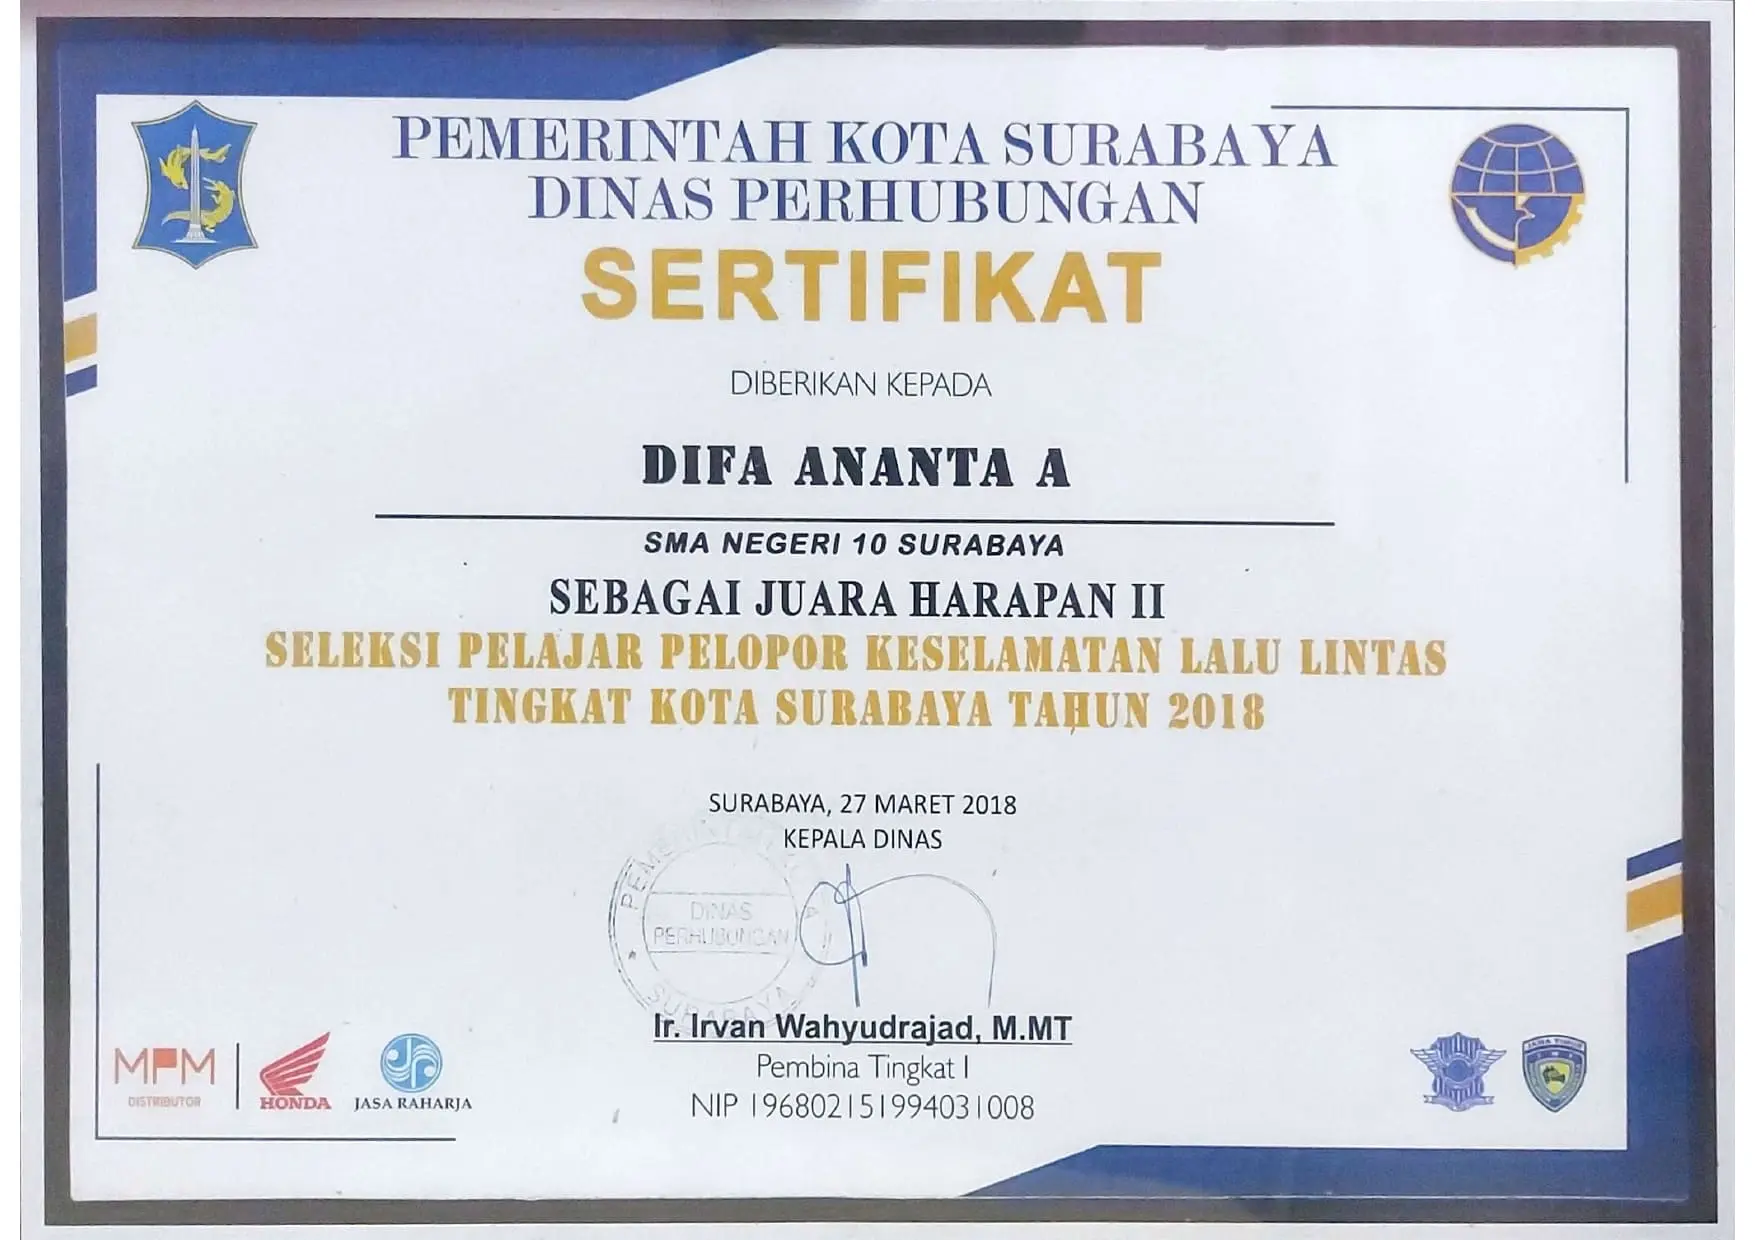 PEMERINTAH KOTA SURABAYA
DINAS PERHUBUNGAN
SERTIFIKAT
DIBERIKAN KEPADA
DIFA ANANTA A
SMA NEGERI 10 SURABAYA
SEBAGAI JUARA HARAPAN II
SELEKSI PELAJAR PELOPOR KESELAMATAN LALU LINTAS
TINGKAT KOTA SURABAYA TAHUN 2018
SURABAYA, 27 MARET 2018
KEPALA DINAS
DINAS
PERHUBUNGAN
SURABAYA
Ir. Irvan Wahyudrajad, M.MT
Pembina Tingkat I
NIP 196802151994031008
MPM
DISTRIBUTOR
HONDA
JASA RAHARJA
JAWA TIMUR